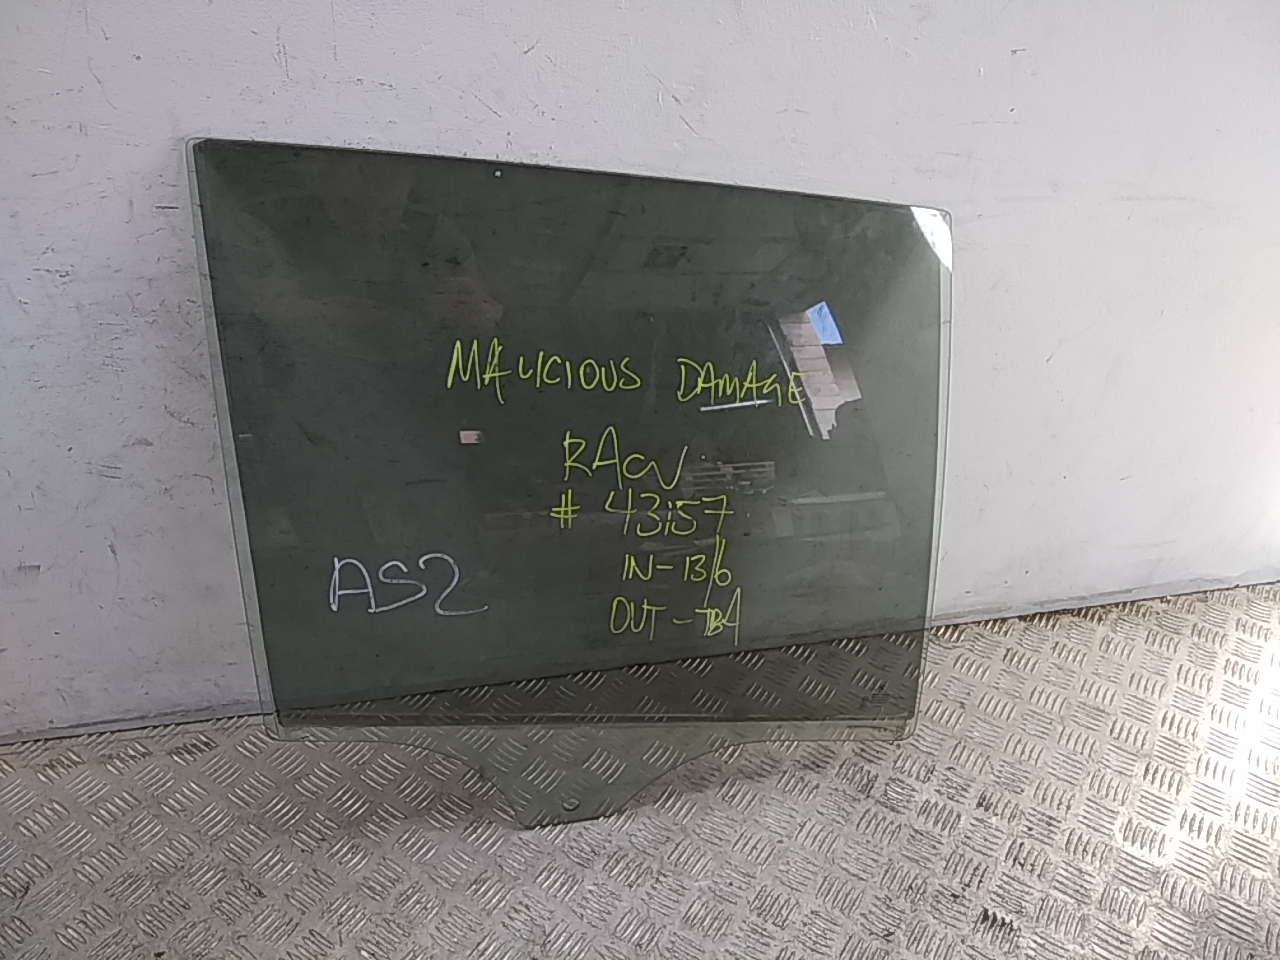 MALICIOUS DAMAGE
RACV
# 43157
IN-13/6
OUT-TBA
AS2